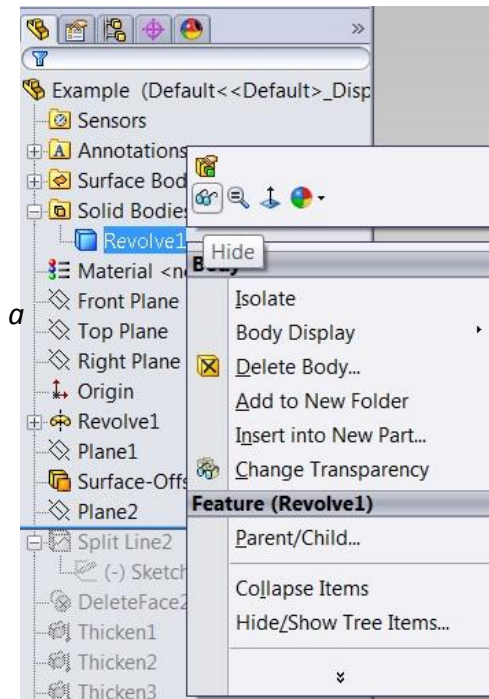 »
Example (Default<<Default>_Disp
Sensors
Annotations
Surface Bod
Solid Bodies
Revolve1
Hide
Body
Material <n
Isolate
Front Plane
a
Body Display
Top Plane
Right Plane
Delete Body...
Origin
Add to New Folder
Revolve1
Insert into New Part...
Plane1
Surface-Offs
Change Transparency
Plane2
Feature (Revolve1)
Split Line2
Parent/Child...
(-) Sketch
DeleteFace2
Collapse Items
Thicken1
Hide/Show Tree Items...
Thicken2
Thicken3